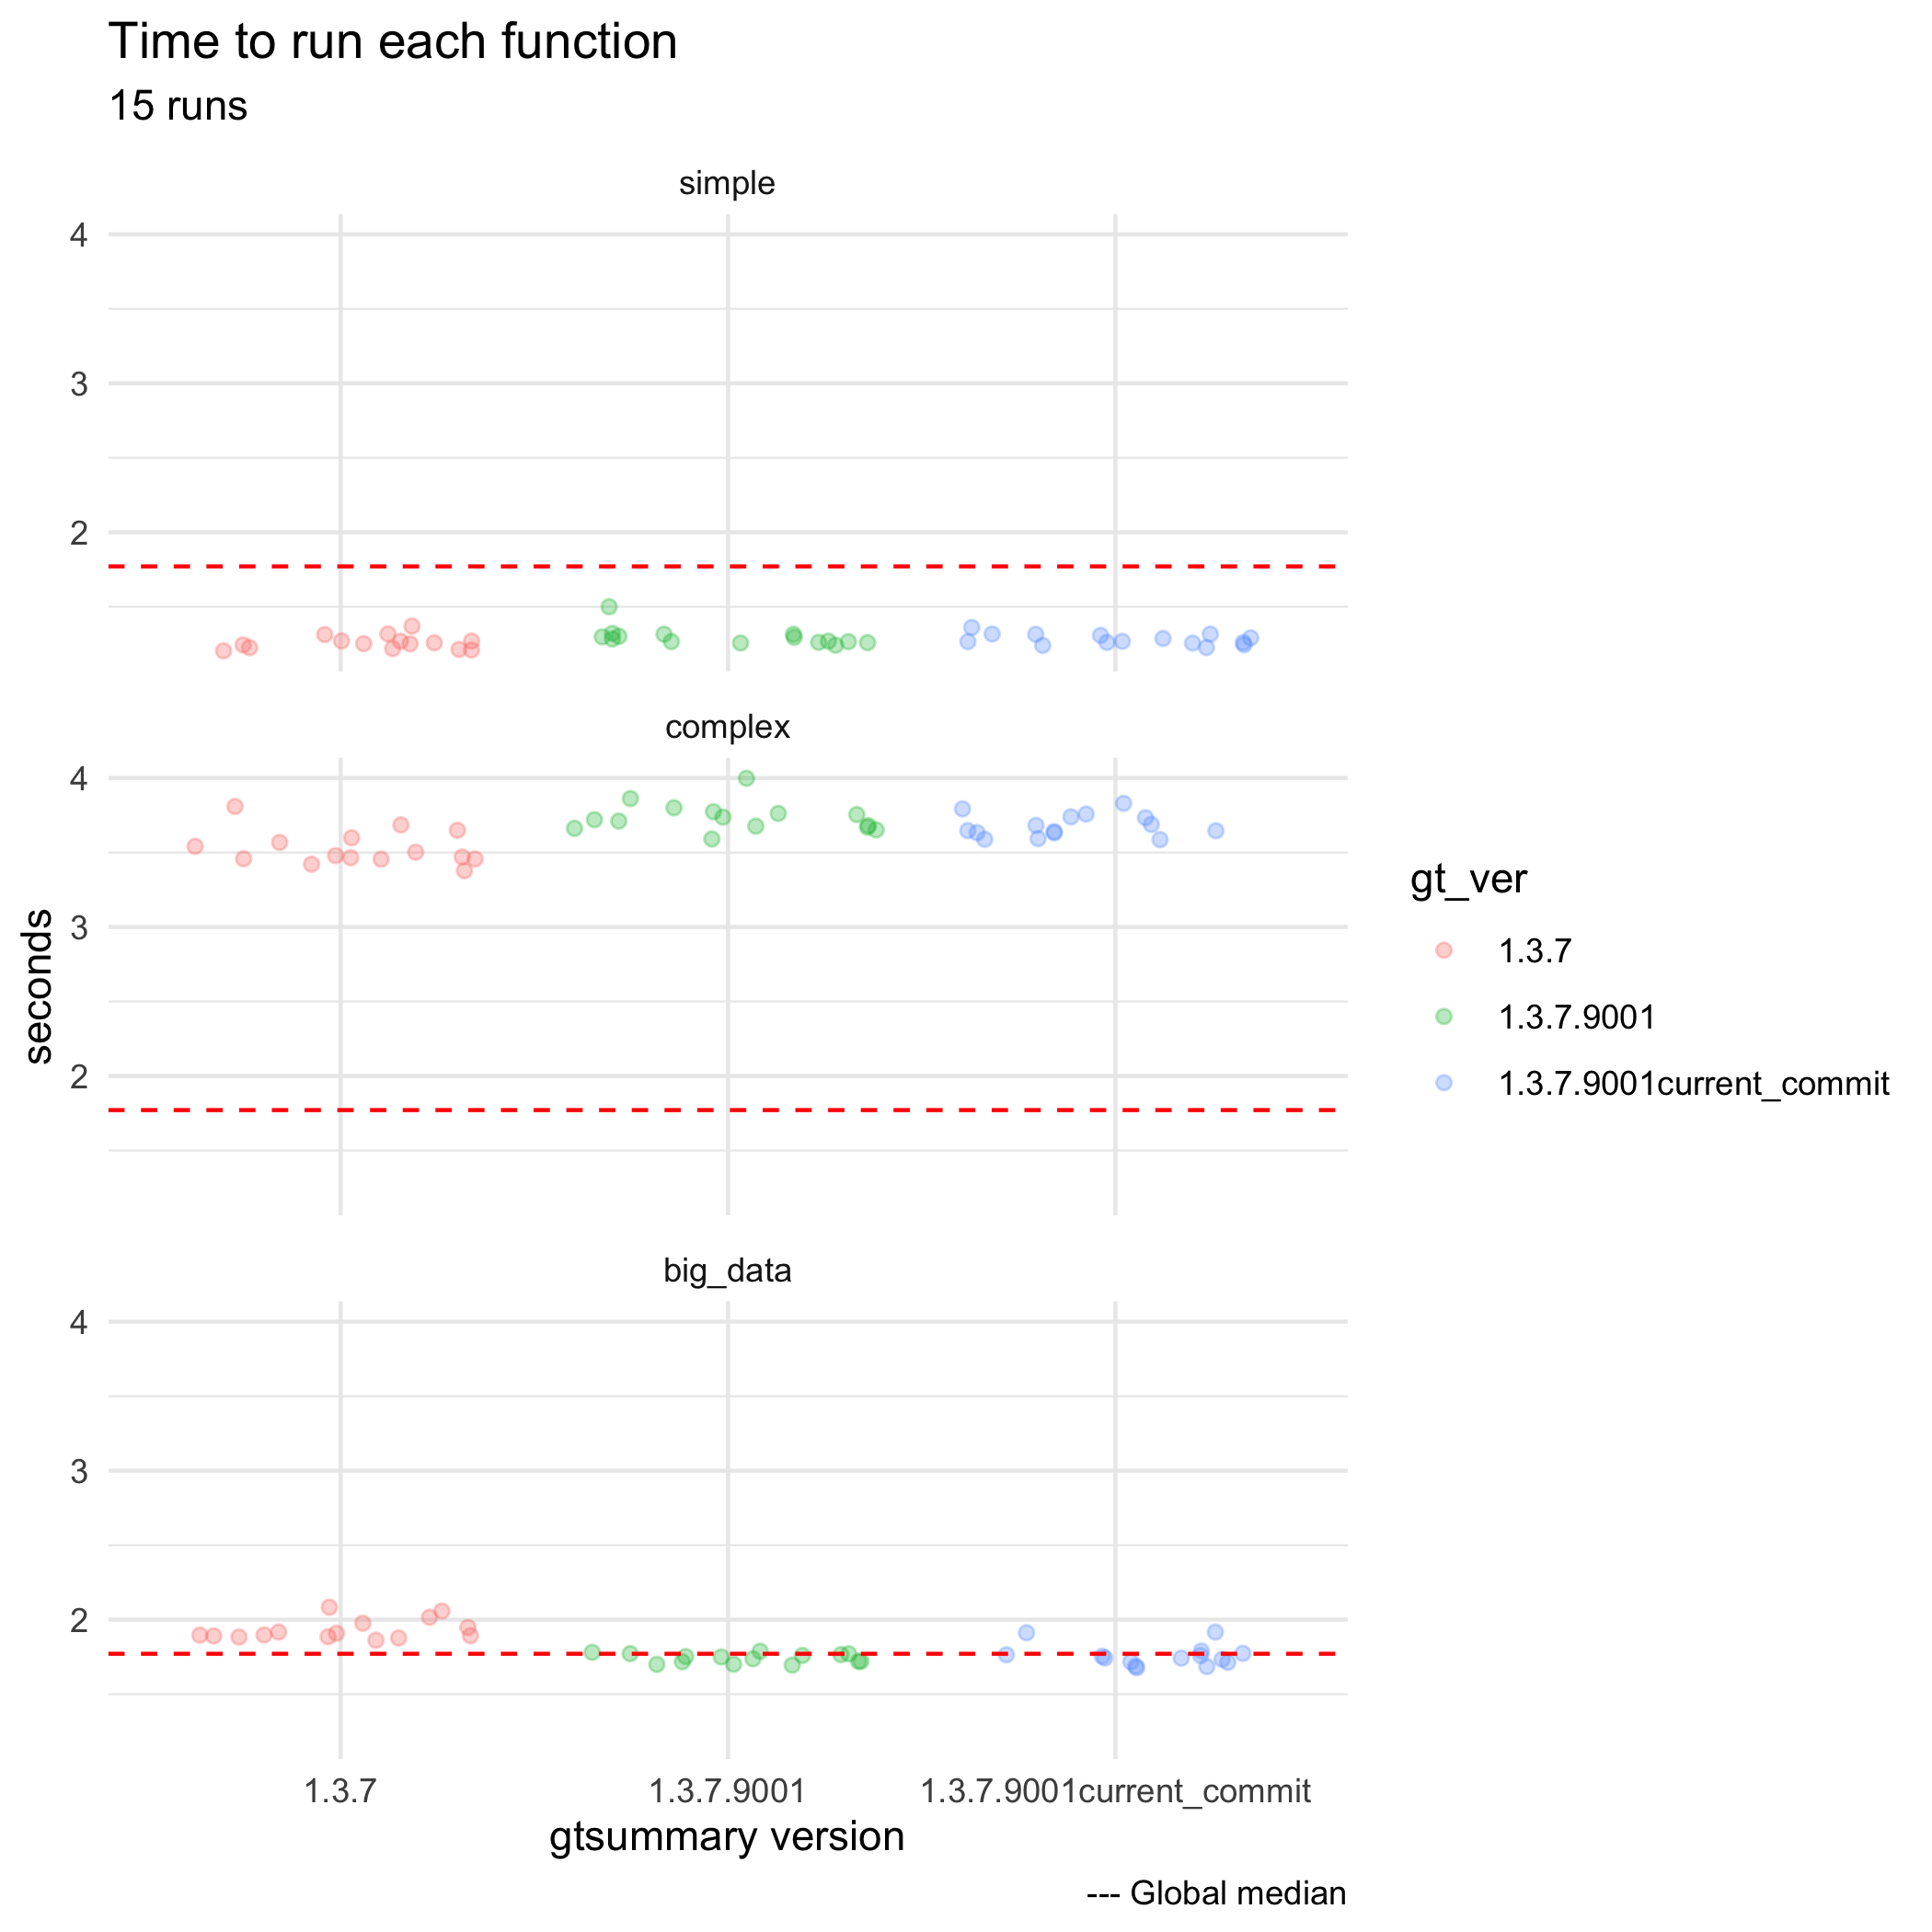 Time to run each function
15 runs
simple
4
3
2
complex
4
3
2
big_data
4
3
2
seconds
1.3.7 1.3.7.9001 1.3.7.9001current_commit
gtsummary version
--- Global median
gt_ver
1.3.7
1.3.7.9001
1.3.7.9001current_commit